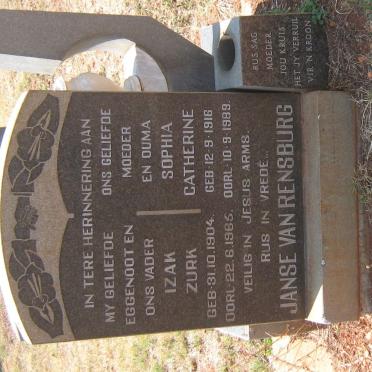 IN TERE HERINNERING AAN
MY GELIEFDE
EGGENOOT EN
ONS VADER
IZAK
ZURK
GEB. 31.10.1904.
OORL. 22.6.1985.
ONS GELIEFDE
MOEDER
EN OUMA
SOPHIA
CATHERINE
GEB. 12.9.1916
OORL. 10.9.1989.
VEILIG IN JESUS ARMS.
RUS IN VREDE.
JANSE VAN RENSBURG
RUS SAG
MOEDER
JOU KRUIS
HET JY VERRUIL
VIR 'N KROON